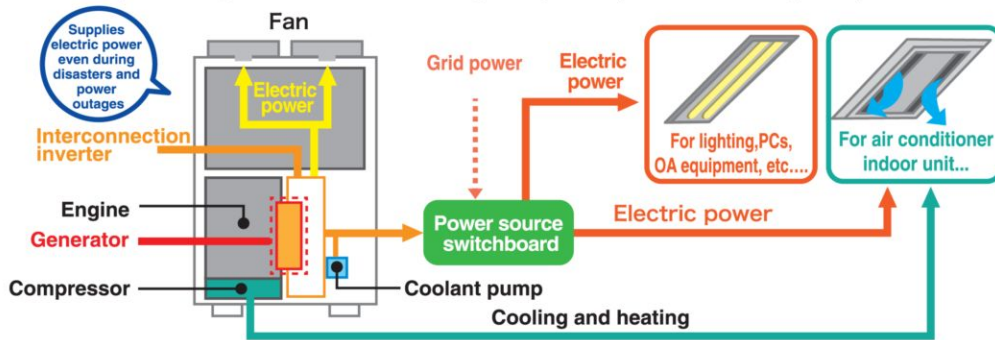 Supplies
electric power
even during
disasters and
power
outages
Fan
Electric
power
Interconnection
inverter
Engine
Generator
Compressor
Coolant pump
Grid power
Power source
switchboard
Electric
power
For lighting,PCs,
OA equipment, etc....
For air conditioner
indoor unit...
Electric power
Cooling and heating